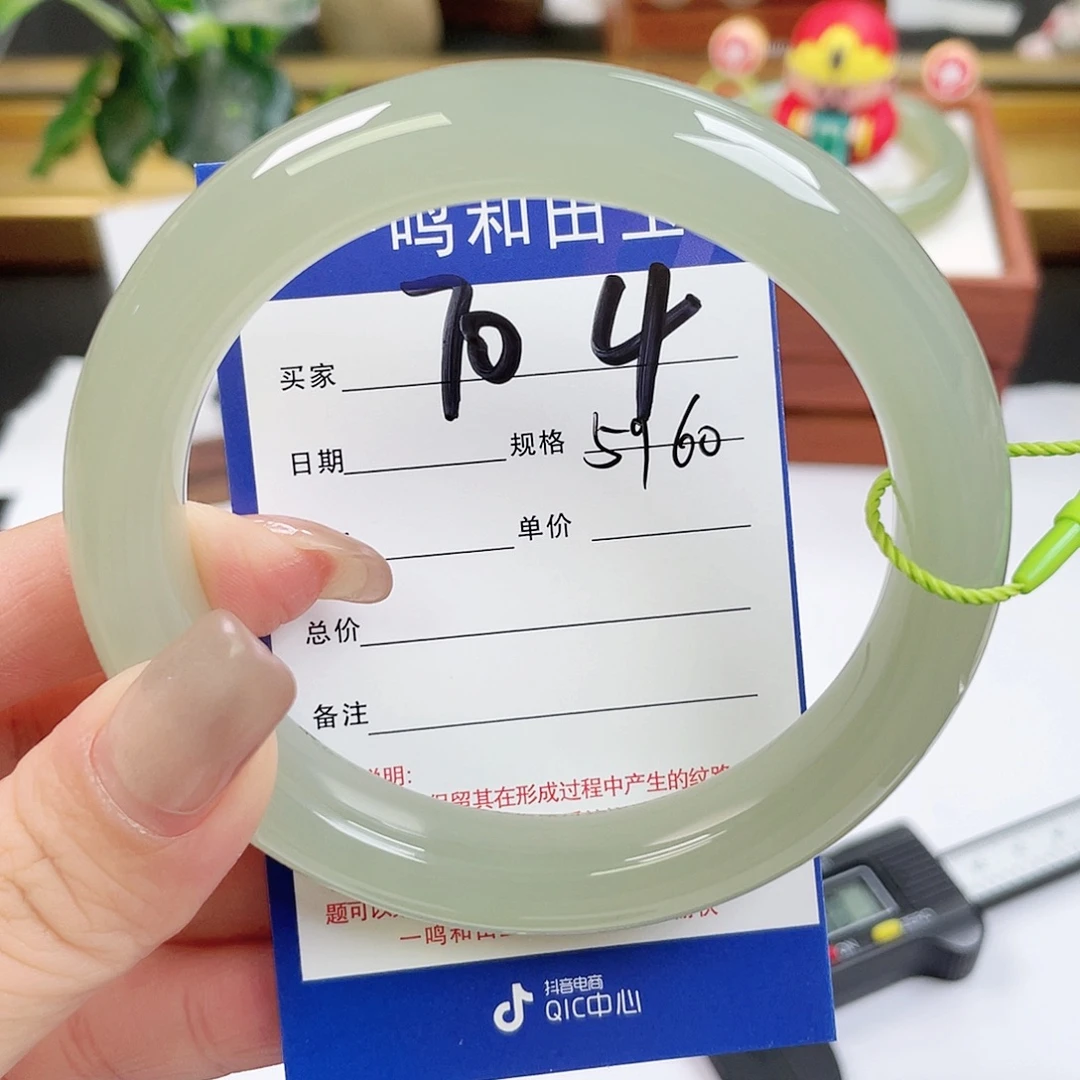 鸣和田玉
买家 704
日期 规格 5960
单价
总价
备注
说明:
保留其在形成过程中产生的纹路
题可以
一鸣和田
抖音电商
QIC中心